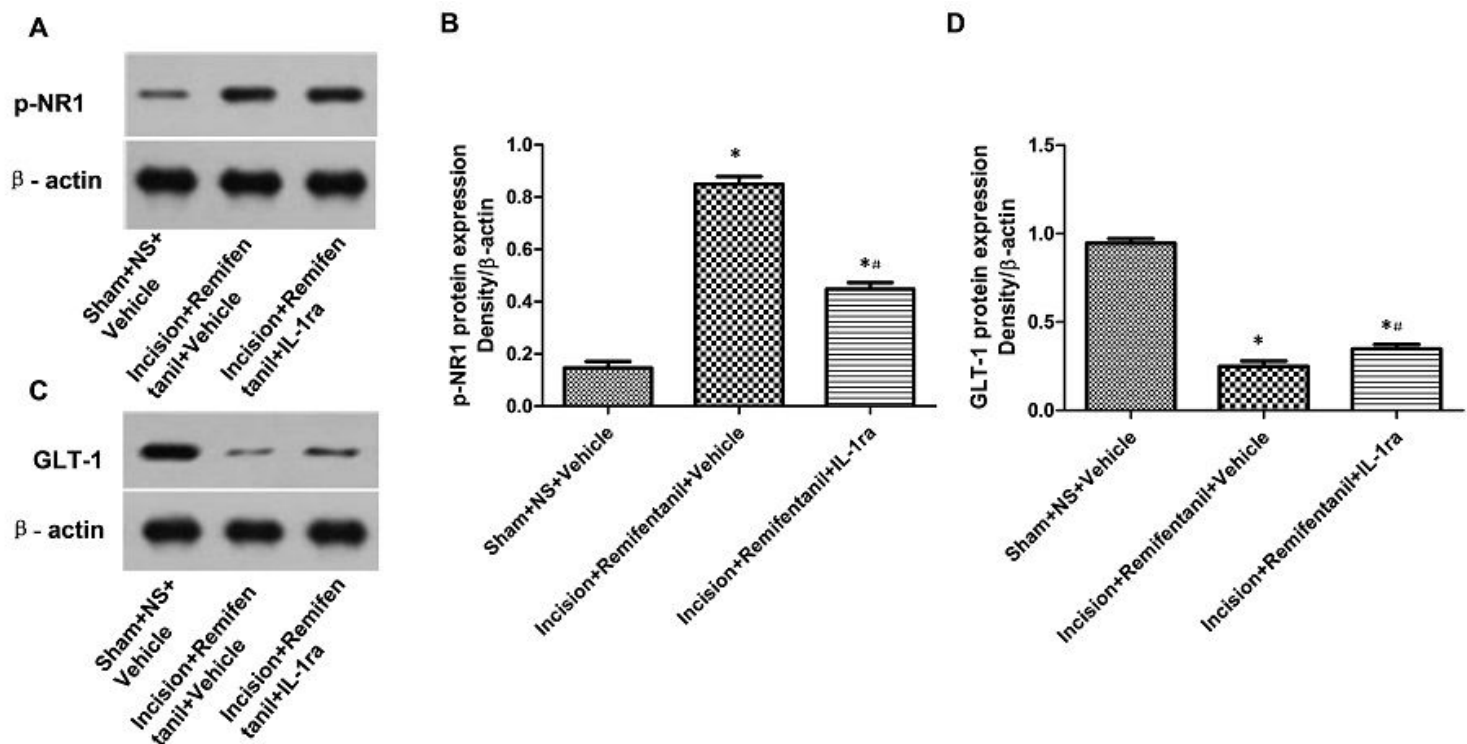 A
p-NR1
β - actin
Sham+NS+
Vehicle
Incision+Remifen
tanil+Vehicle
Incision+Remifen
tanil+IL-1ra
C
GLT-1
β - actin
Sham+NS+
Vehicle
Incision+Remifen
tanil+Vehicle
Incision+Remifen
tanil+IL-1ra
B
p-NR1 protein expression
Density/β-actin
1.0
0.8
0.6
0.4
0.2
0.0
*
*#
Sham+NS+Vehicle
Incision+Remifentanil+Vehicle
Incision+Remifentanil+IL-1ra
D
GLT-1 protein expression
Density/β-actin
1.5
1.0
0.5
0.0
*
*#
Sham+NS+Vehicle
Incision+Remifentanil+Vehicle
Incision+Remifentanil+IL-1ra